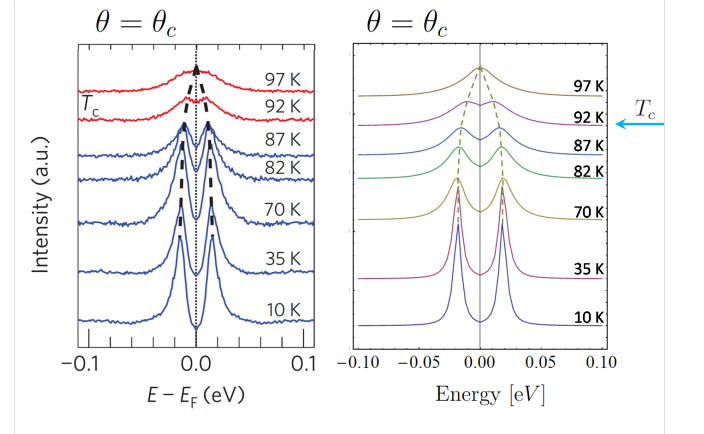 θ = θc
97 K
Tc
92 K
87 K
82 K
70 K
35 K
10 K
Intensity (a.u.)
−0.1 0.0 0.1
E − EF (eV)
θ = θc
97 K
92 K
Tc
87 K
82 K
70 K
35 K
10 K
−0.10 −0.05 0.00 0.05 0.10
Energy [eV]